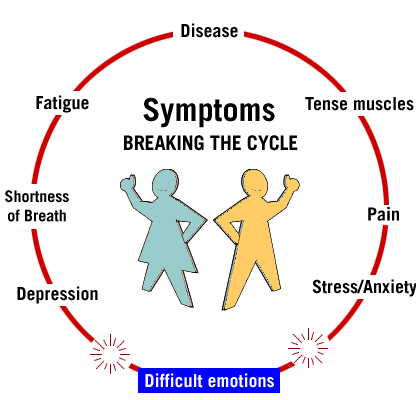 Disease
Fatigue
Tense muscles
Symptoms
BREAKING THE CYCLE
Shortness
of Breath
Pain
Depression
Stress/Anxiety
Difficult emotions